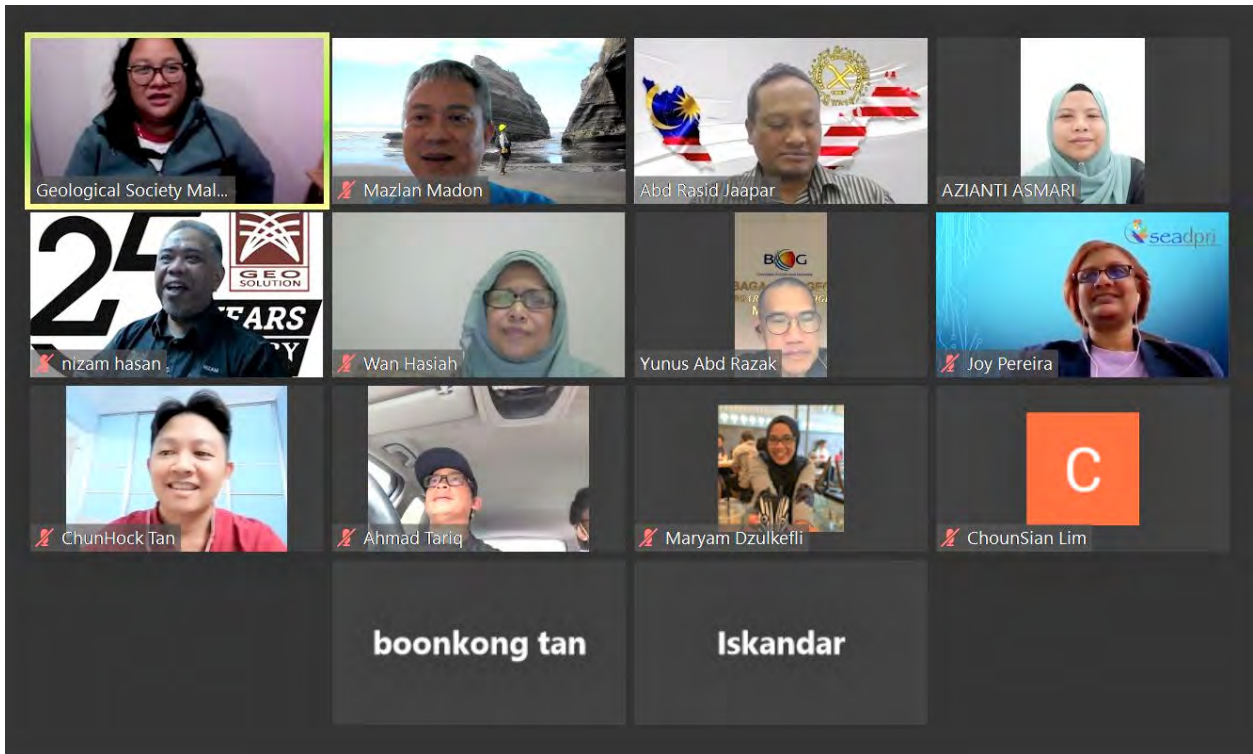 Geological Society Mal...
Mazlan Madon
Abd Rasid Jaapar
AZIANTI ASMARI
25
GEO
SOLUTION
nizam hasan
Wan Hasiah
BOG
Yunus Abd Razak
seadpri
Joy Pereira
ChunHock Tan
Ahmad Tariq
Maryam Dzulkefli
C
ChounSian Lim
boonkong tan
Iskandar